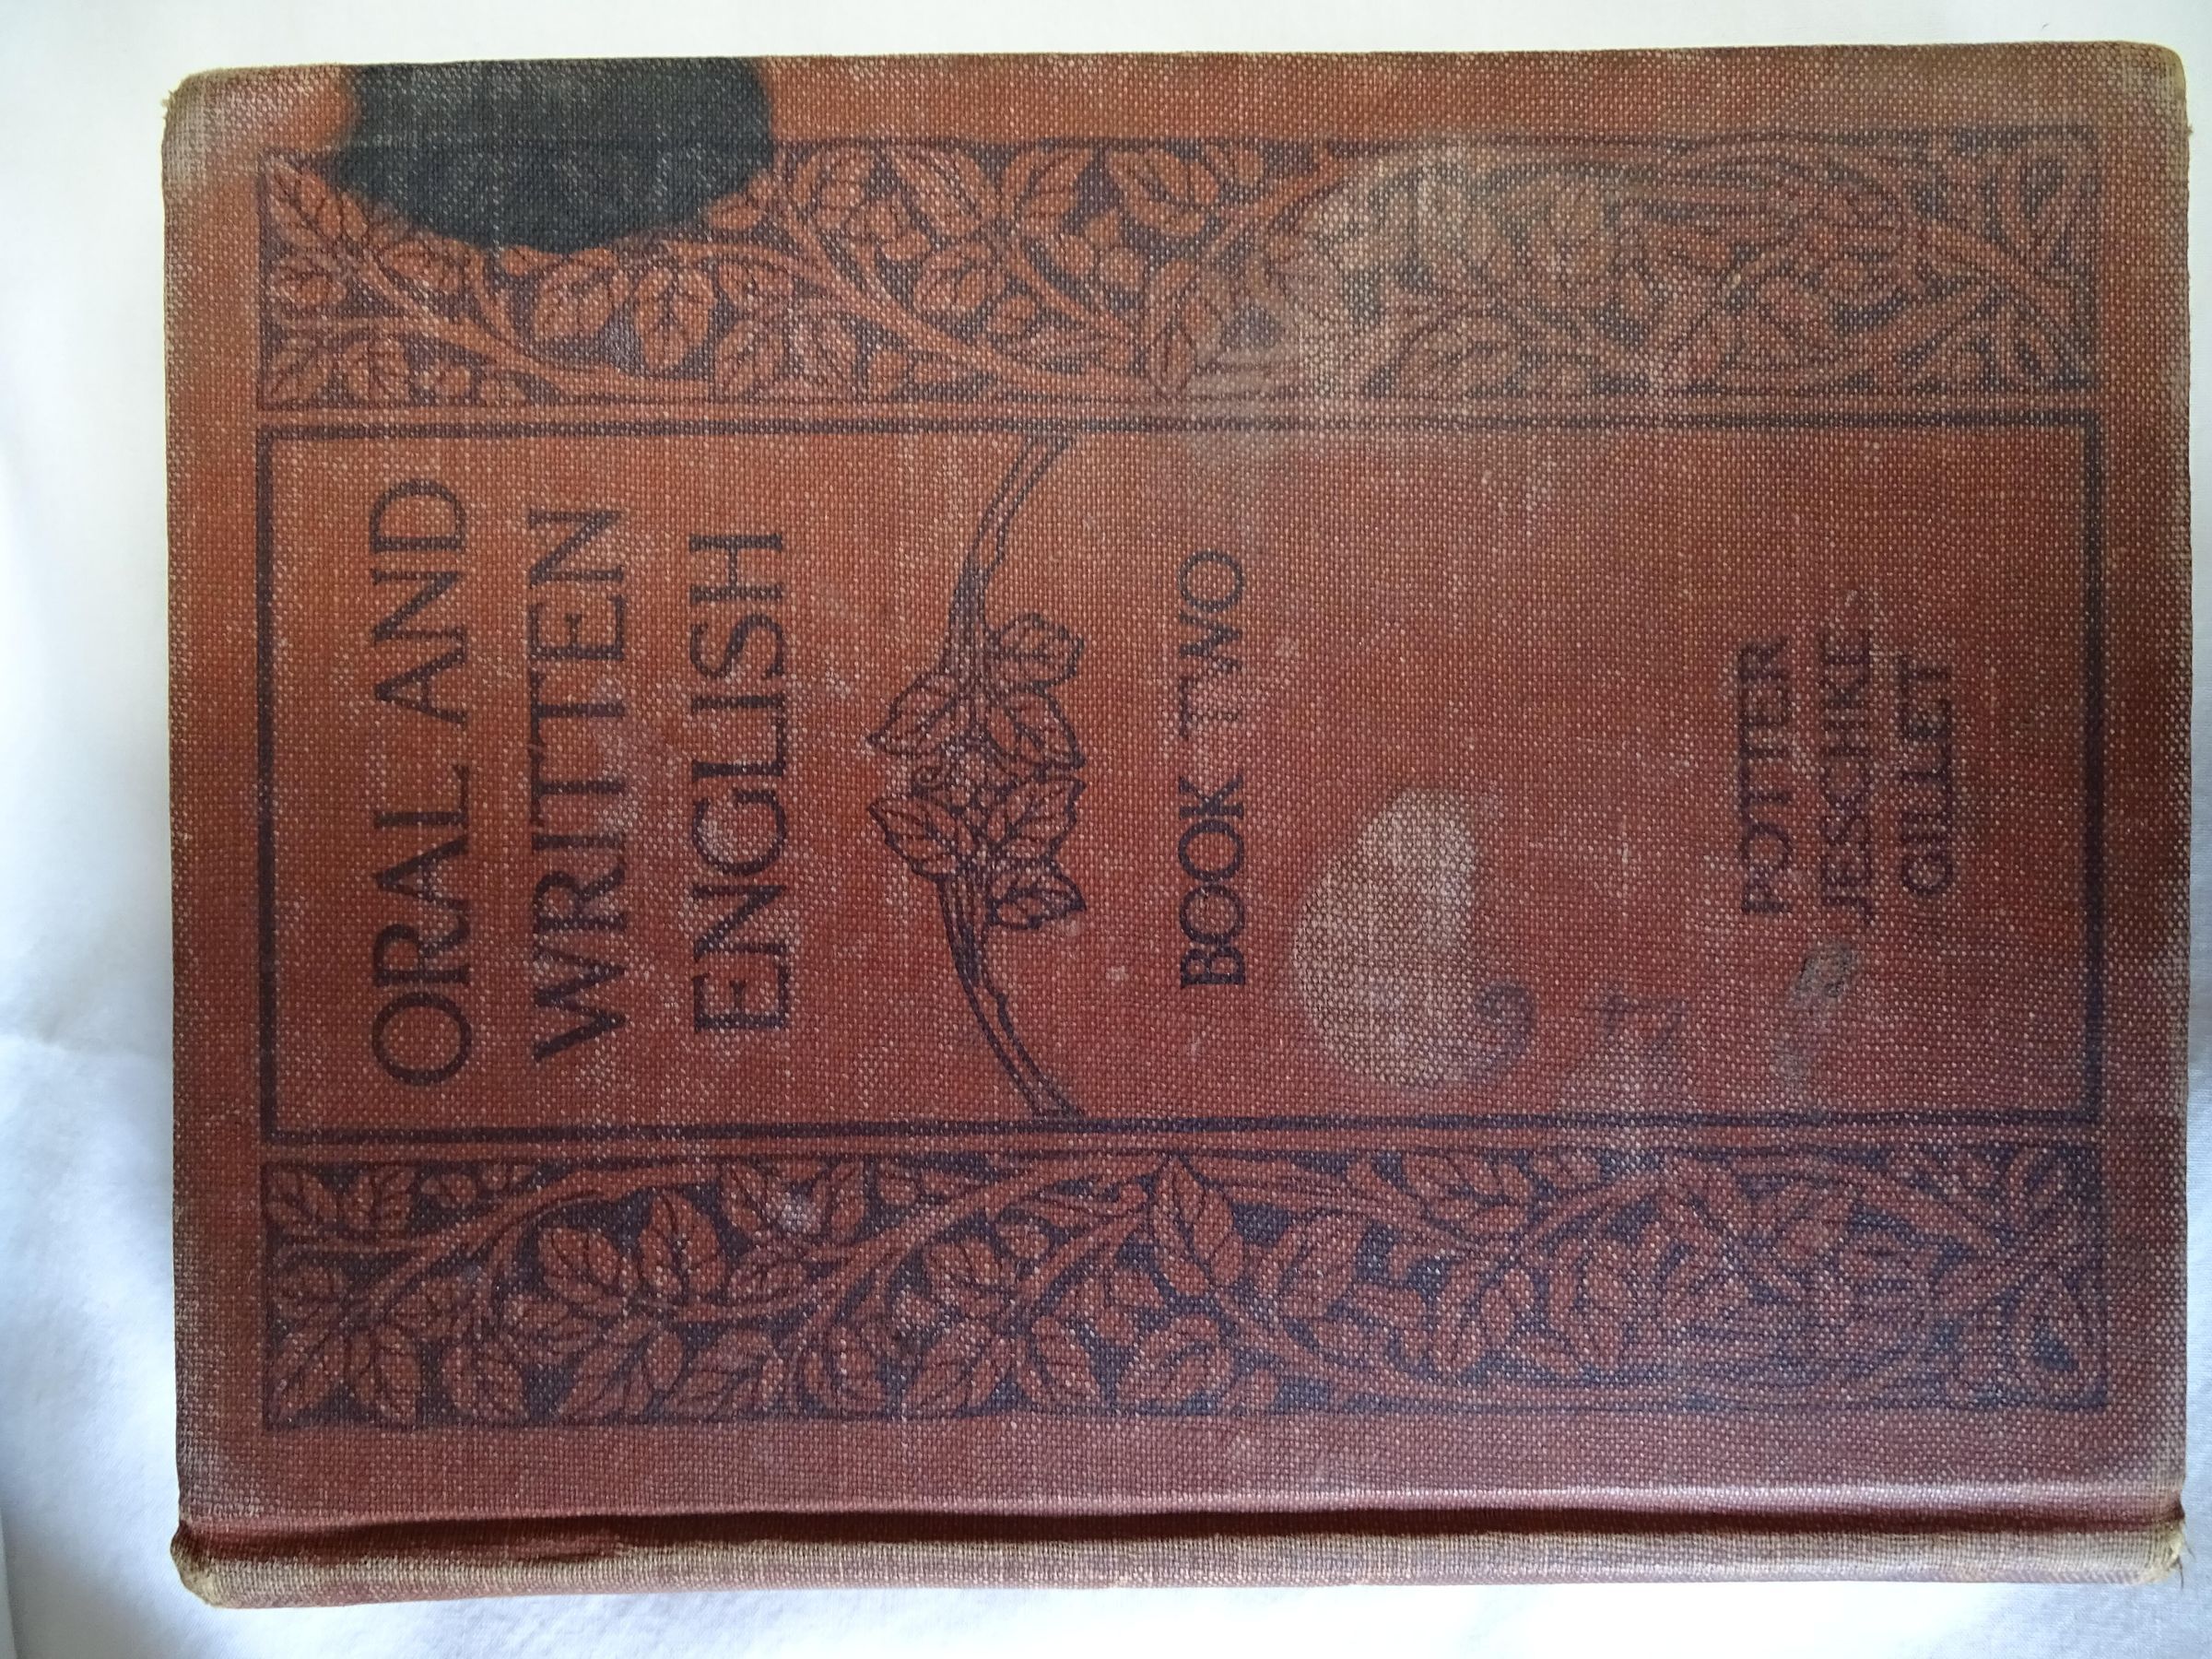 ORAL AND
WRITTEN
ENGLISH
BOOK TWO
POTTER
JESCHKE
GILLET